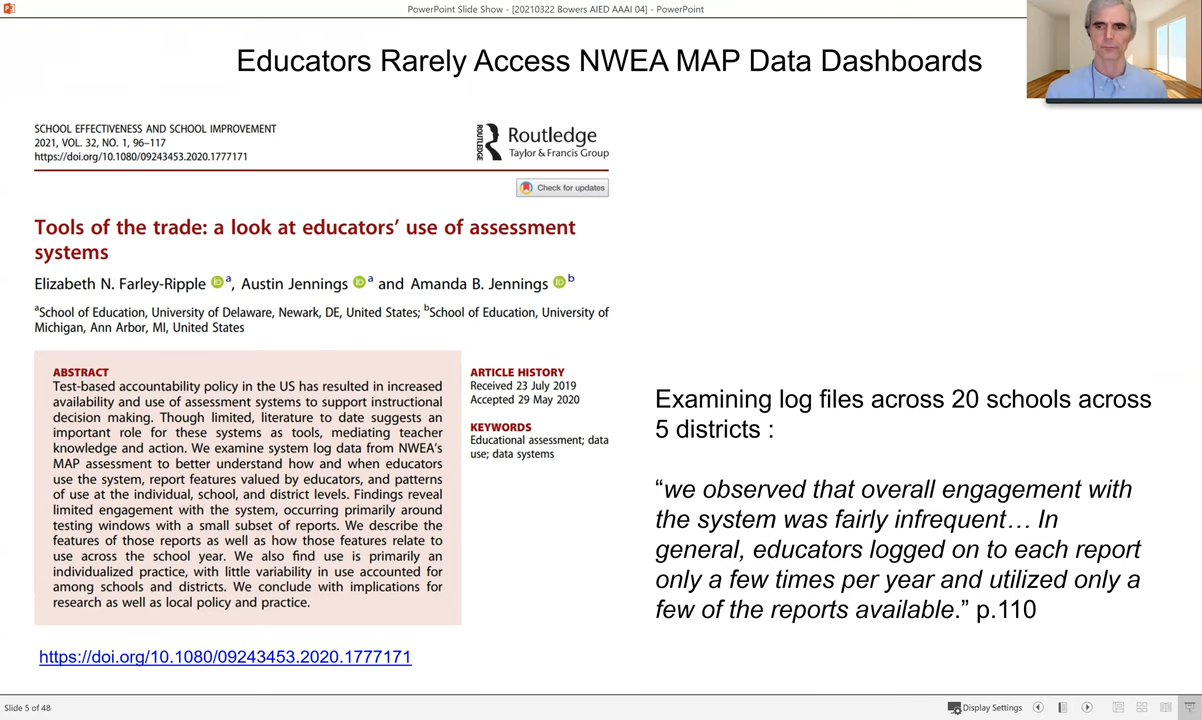 PowerPoint Slide Show - [20210322 Bowers AIED AAAI 04] - PowerPoint
Educators Rarely Access NWEA MAP Data Dashboards
SCHOOL EFFECTIVENESS AND SCHOOL IMPROVEMENT
2021, VOL. 32, NO. 1, 96–117
https://doi.org/10.1080/09243453.2020.1777171
ROUTLEDGE
Routledge
Taylor & Francis Group
Check for updates
Tools of the trade: a look at educators’ use of assessment
systems
Elizabeth N. Farley-Ripple iD a, Austin Jennings iD a and Amanda B. Jennings iD b
aSchool of Education, University of Delaware, Newark, DE, United States; bSchool of Education, University of
Michigan, Ann Arbor, MI, United States
ABSTRACT
Test-based accountability policy in the US has resulted in increased
availability and use of assessment systems to support instructional
decision making. Though limited, literature to date suggests an
important role for these systems as tools, mediating teacher
knowledge and action. We examine system log data from NWEA’s
MAP assessment to better understand how and when educators
use the system, report features valued by educators, and patterns
of use at the individual, school, and district levels. Findings reveal
limited engagement with the system, occurring primarily around
testing windows with a small subset of reports. We describe the
features of those reports as well as how those features relate to
use across the school year. We also find use is primarily an
individualized practice, with little variability in use accounted for
among schools and districts. We conclude with implications for
research as well as local policy and practice.
ARTICLE HISTORY
Received 23 July 2019
Accepted 29 May 2020
KEYWORDS
Educational assessment; data
use; data systems
https://doi.org/10.1080/09243453.2020.1777171
Examining log files across 20 schools across
5 districts :
“we observed that overall engagement with
the system was fairly infrequent… In
general, educators logged on to each report
only a few times per year and utilized only a
few of the reports available.” p.110
Slide 5 of 48
Display Settings